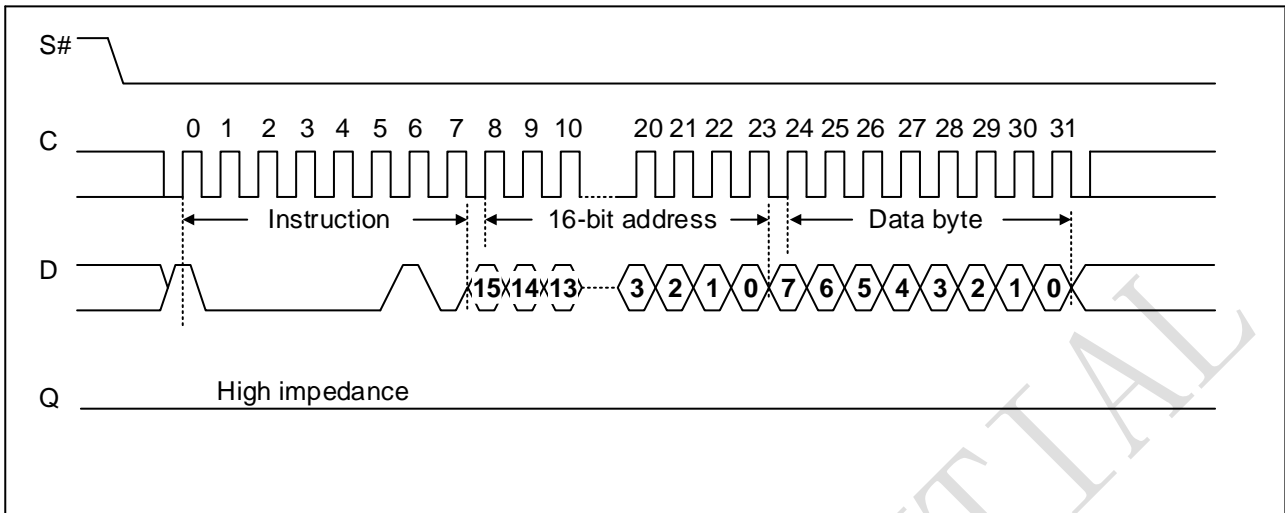 S#
0 1 2 3 4 5 6 7 8 9 10 20 21 22 23 24 25 26 27 28 29 30 31
C
Instruction 16-bit address Data byte
D
15 14 13 3 2 1 0 7 6 5 4 3 2 1 0
High impedance
Q
TIAL